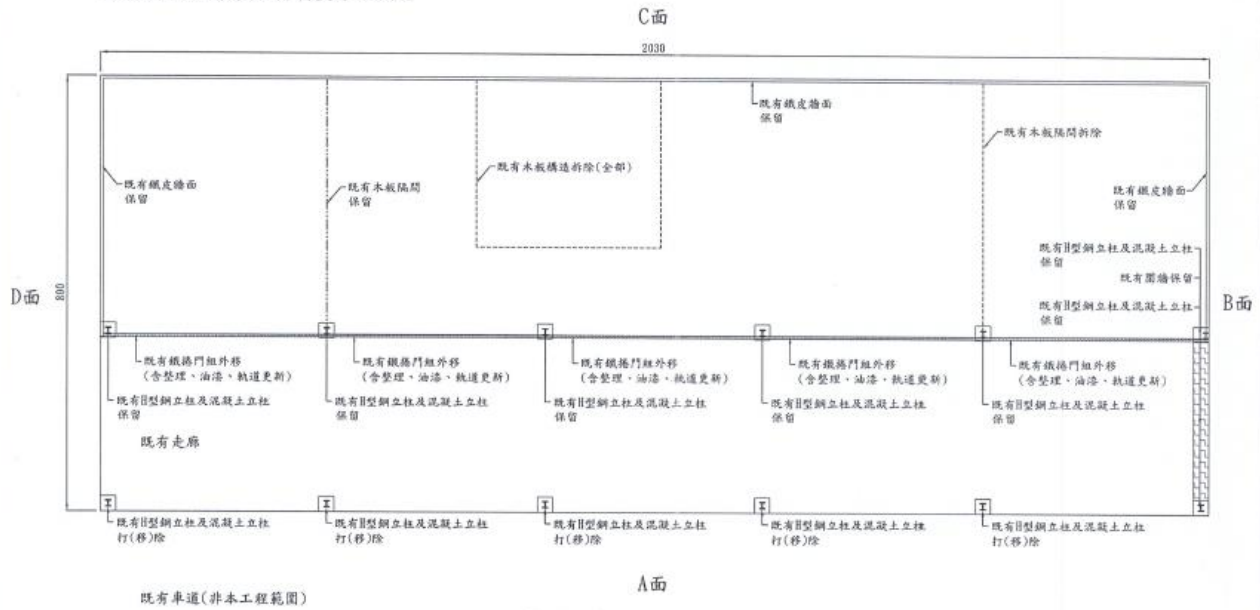 C面
2030
既有鐵皮牆面
保留
既有木板隔間拆除
既有木板構造拆除(全部)
既有鐵皮牆面
保留
既有木板隔間
保留
既有鐵皮牆面
保留
既有H型鋼立柱及混凝土立柱
保留
既有圍牆保留
既有H型鋼立柱及混凝土立柱
保留
D面
800
B面
既有鐵捲門組外移
(含整理、油漆、軌道更新)
既有鐵捲門組外移
(含整理、油漆、軌道更新)
既有鐵捲門組外移
(含整理、油漆、軌道更新)
既有鐵捲門組外移
(含整理、油漆、軌道更新)
既有鐵捲門組外移
(含整理、油漆、軌道更新)
既有H型鋼立柱及混凝土立柱
保留
既有H型鋼立柱及混凝土立柱
保留
既有H型鋼立柱及混凝土立柱
保留
既有H型鋼立柱及混凝土立柱
保留
既有H型鋼立柱及混凝土立柱
保留
既有走廊
既有H型鋼立柱及混凝土立柱
打(移)除
既有H型鋼立柱及混凝土立柱
打(移)除
既有H型鋼立柱及混凝土立柱
打(移)除
既有H型鋼立柱及混凝土立柱
打(移)除
既有H型鋼立柱及混凝土立柱
打(移)除
A面
既有車道(非本工程範圍)